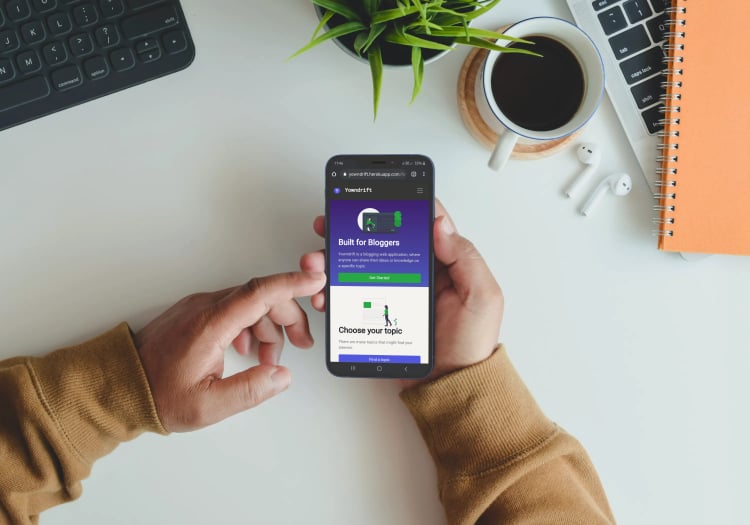 yowndrift.herokuapp.com
Yowndrift
Built for Bloggers
Yowndrift is a blogging web application, where
anyone can share their ideas or knowledge on
a specific topic.
Get Started
Choose your topic
There are many topics that might fuel your
interest.
Find a topic
tab
caps lock
shift
option
command